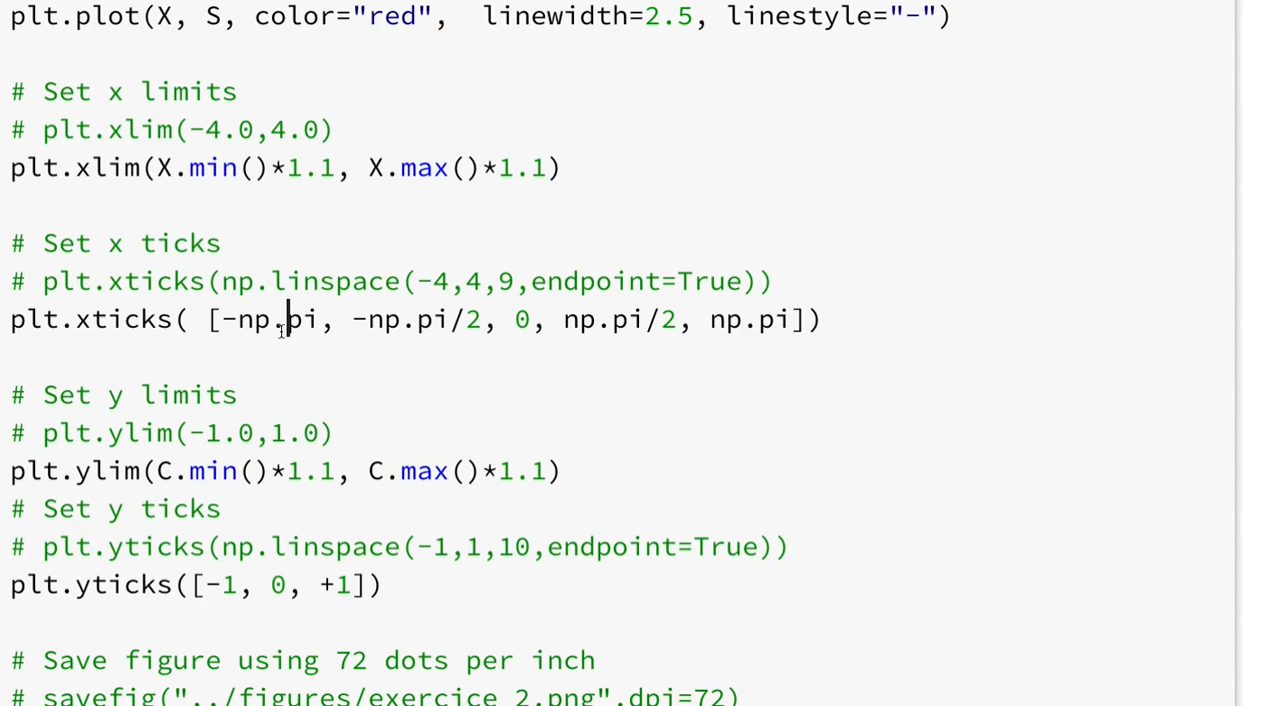 plt.plot(X, S, color="red",  linewidth=2.5, linestyle="-")
# Set x limits
# plt.xlim(-4.0,4.0)
plt.xlim(X.min()*1.1, X.max()*1.1)
# Set x ticks
# plt.xticks(np.linspace(-4,4,9,endpoint=True))
plt.xticks( [-np.pi, -np.pi/2, 0, np.pi/2, np.pi])
# Set y limits
# plt.ylim(-1.0,1.0)
plt.ylim(C.min()*1.1, C.max()*1.1)
# Set y ticks
# plt.yticks(np.linspace(-1,1,10,endpoint=True))
plt.yticks([-1, 0, +1])
# Save figure using 72 dots per inch
# savefig("../figures/exercice_2.png",dpi=72)